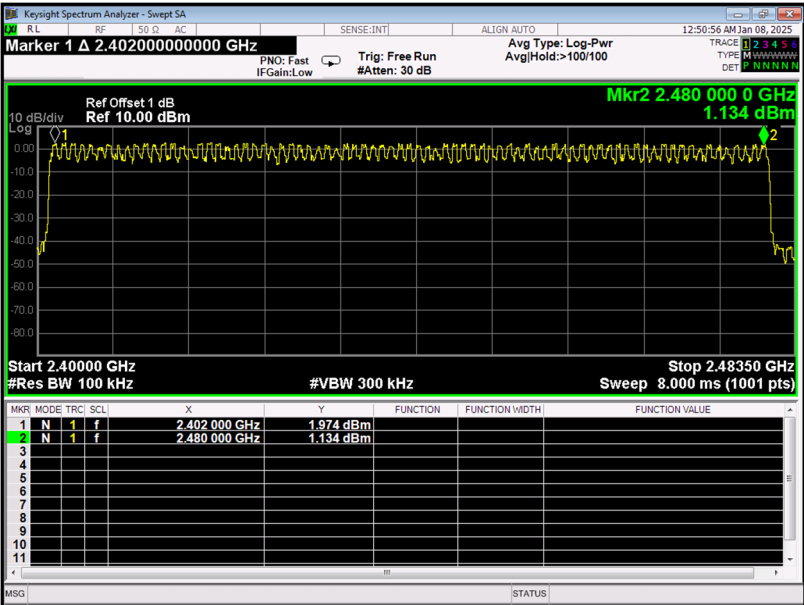 Keysight Spectrum Analyzer - Swept SA
LXI RL RF 50 Ω AC SENSE:INT ALIGN AUTO 12:50:56 AM Jan 08, 2025
Marker 1 Δ 2.402000000000 GHz
PNO: Fast
IFGain:Low
Trig: Free Run
#Atten: 30 dB
Avg Type: Log-Pwr
Avg|Hold:>100/100
TRACE 1 2 3 4 5 6
TYPE M W W W W W
DET P N N N N N
Mkr2 2.480 000 0 GHz
1.134 dBm
Ref Offset 1 dB
10 dB/div Ref 10.00 dBm
Log
1
2
0.00
-10.0
-20.0
-30.0
-40.0
-50.0
-60.0
-70.0
-80.0
Start 2.40000 GHz Stop 2.48350 GHz
#Res BW 100 kHz #VBW 300 kHz Sweep 8.000 ms (1001 pts)
MKR MODE TRC SCL X Y FUNCTION FUNCTION WIDTH FUNCTION VALUE
1 N 1 f 2.402 000 GHz 1.974 dBm
2 N 1 f 2.480 000 GHz 1.134 dBm
3
4
5
6
7
8
9
10
11
MSG STATUS